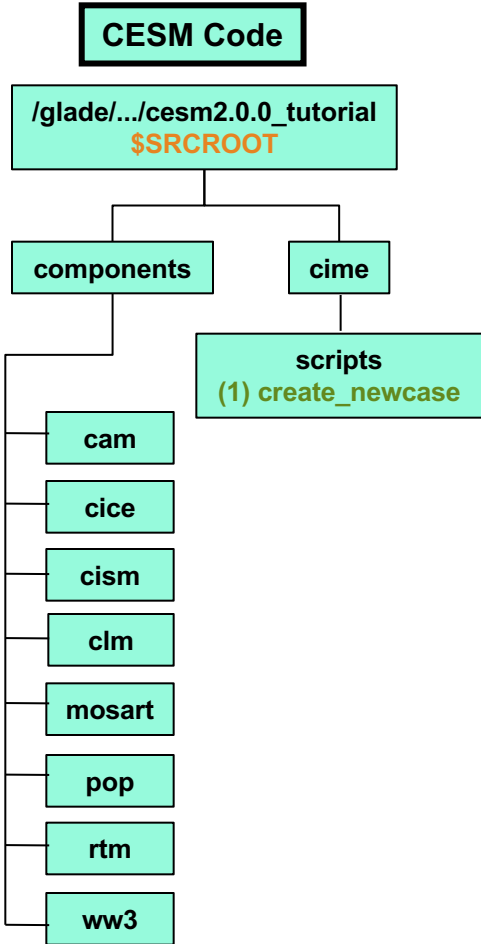 CESM Code
/glade/.../cesm2.0.0_tutorial
$SRCROOT
components
cime
scripts
(1) create_newcase
cam
cice
cism
clm
mosart
pop
rtm
ww3